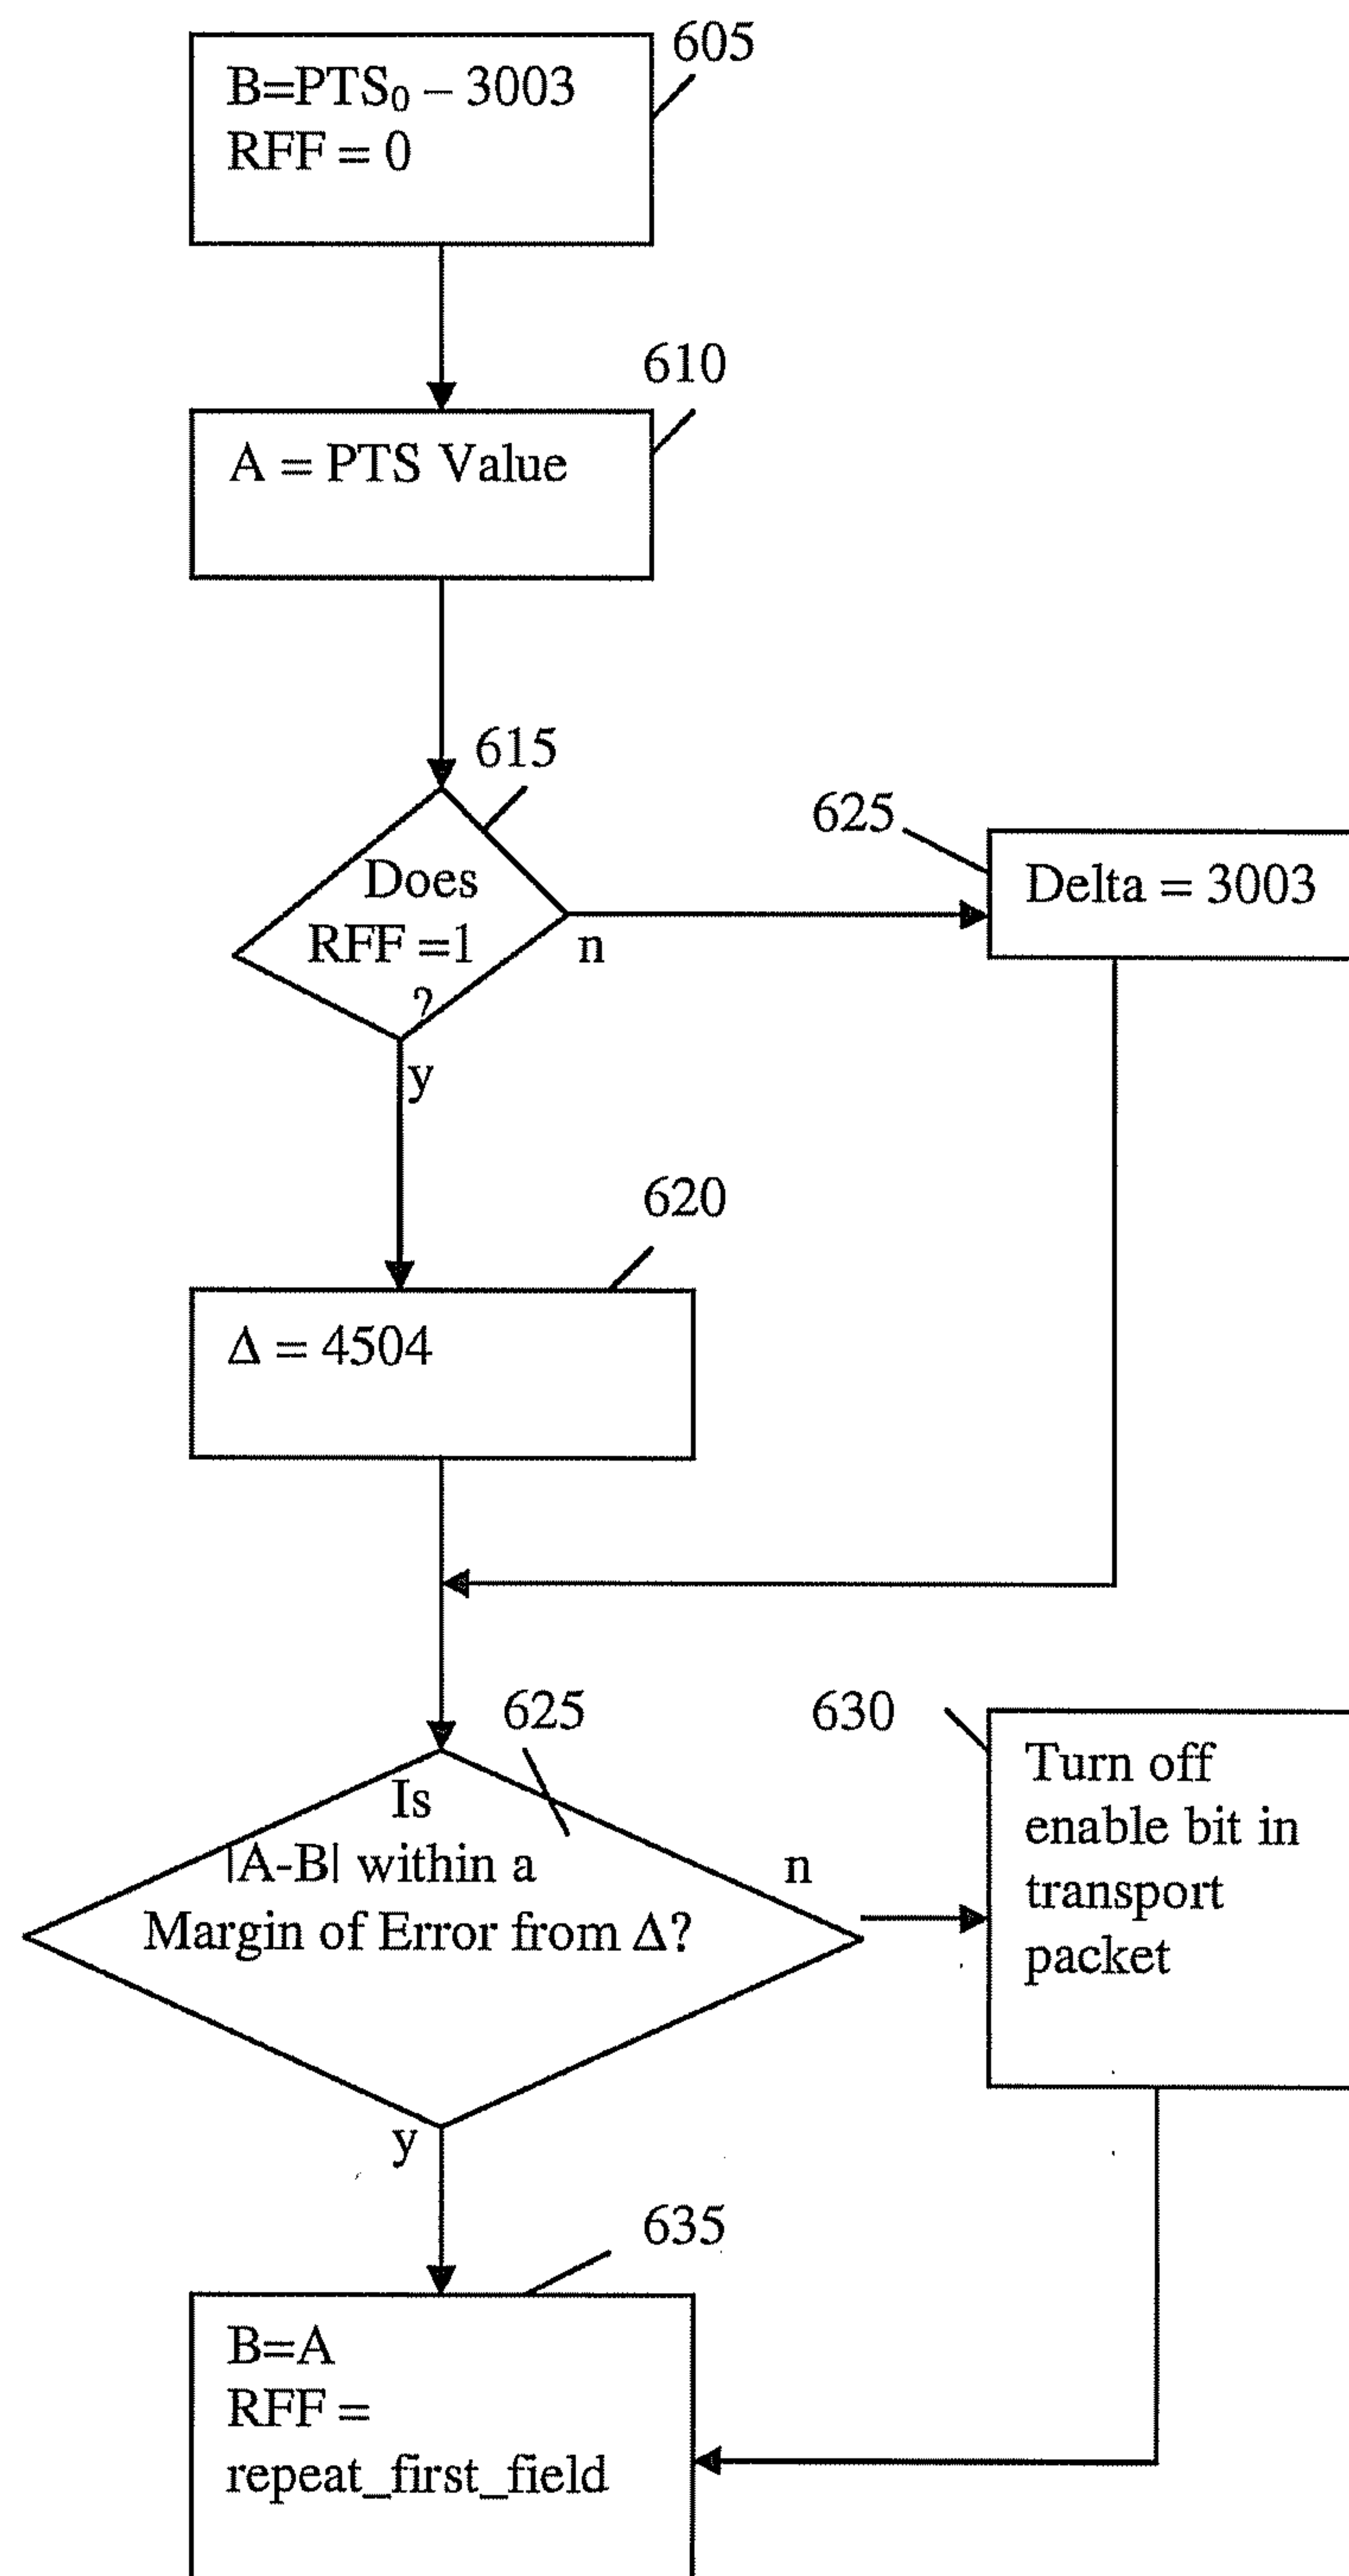 605
B=PTS₀ – 3003
RFF = 0
610
A = PTS Value
615
Does
RFF =1
?
n
y
625
Delta = 3003
620
Δ = 4504
625
Is
|A-B| within a
Margin of Error from Δ?
n
y
630
Turn off
enable bit in
transport
packet
635
B=A
RFF =
repeat_first_field